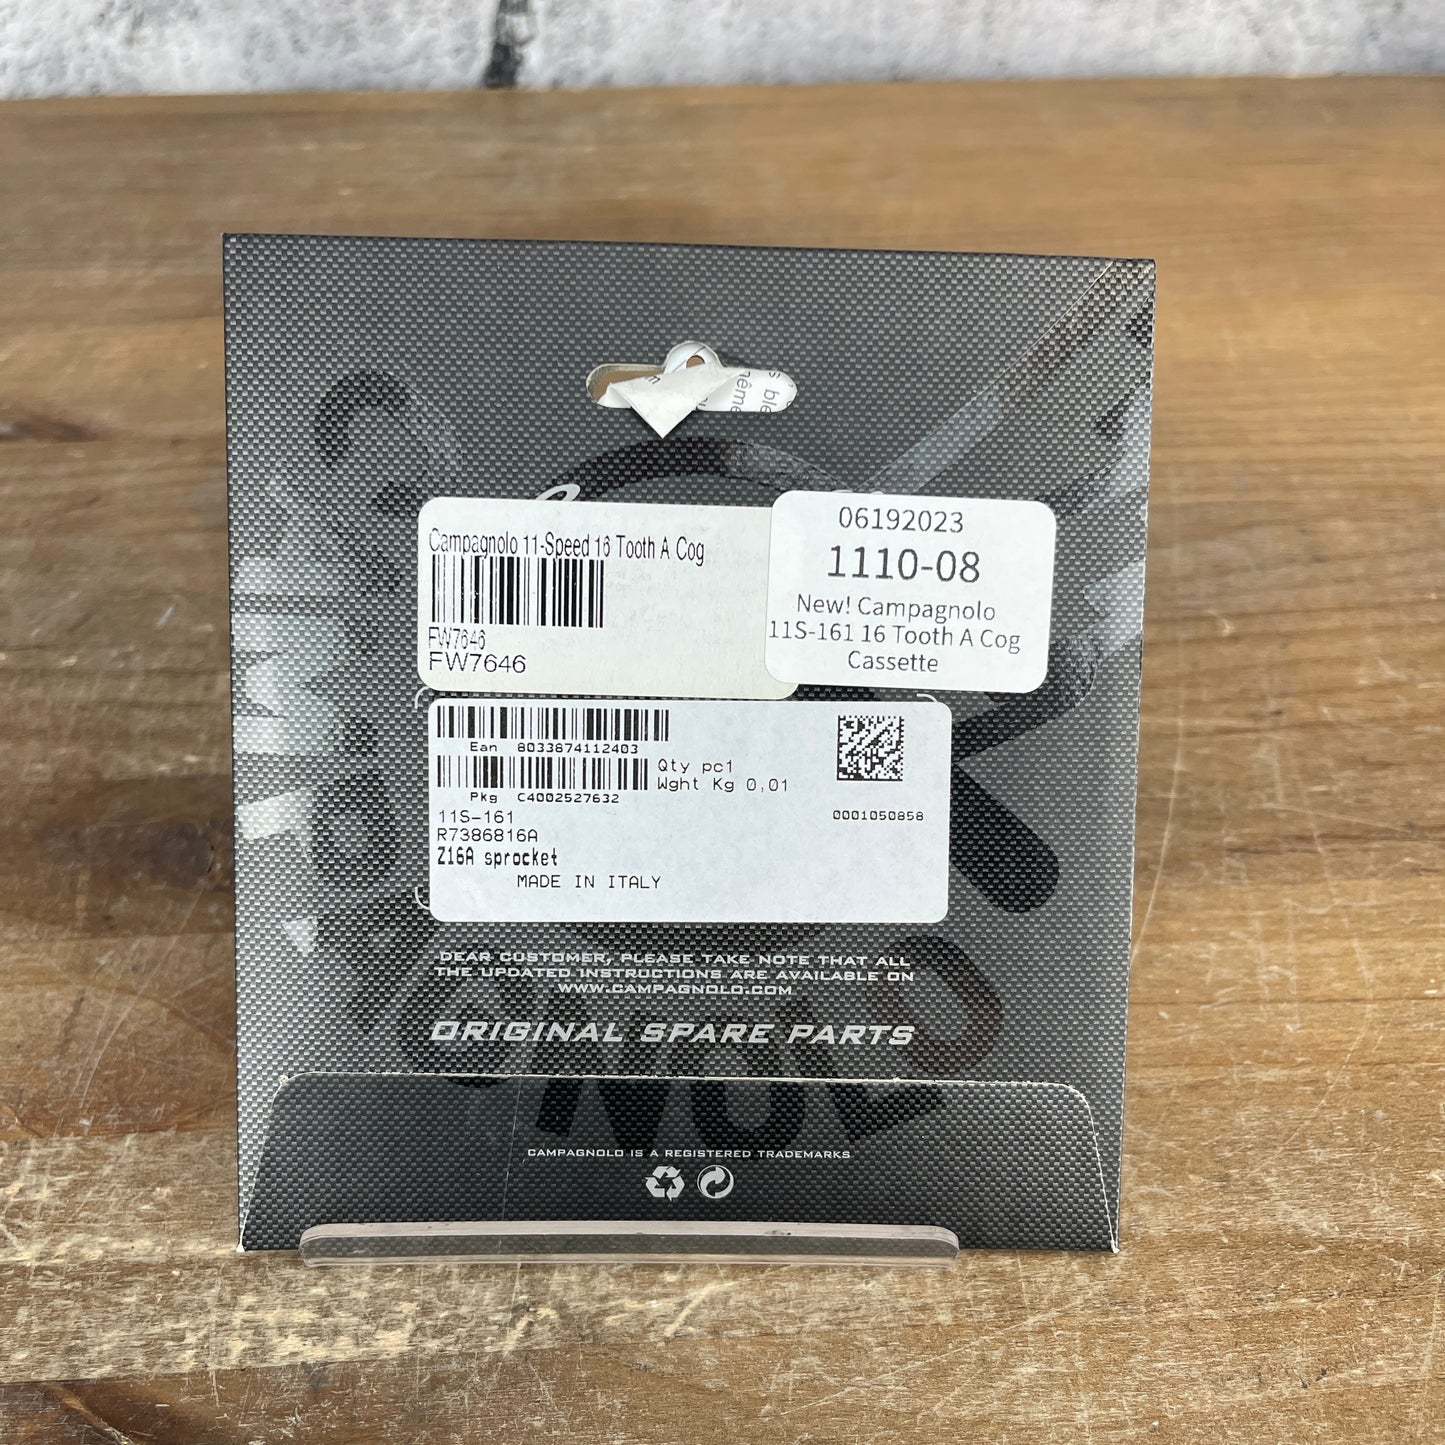 Campagnolo 11-Speed 16 Tooth A Cog
FW7646
FW7646
06192023
1110-08
New! Campagnolo
11S-161 16 Tooth A Cog
Cassette
Ean 8033874112403
Qty pc1
Wght Kg 0,01
Pkg C4002527632
11S-161
0001050858
R7386816A
Z16A sprocket
MADE IN ITALY
DEAR CUSTOMER, PLEASE TAKE NOTE THAT ALL
THE UPDATED INSTRUCTIONS ARE AVAILABLE ON
WWW.CAMPAGNOLO.COM
ORIGINAL SPARE PARTS
CAMPAGNOLO IS A REGISTERED TRADEMARKS